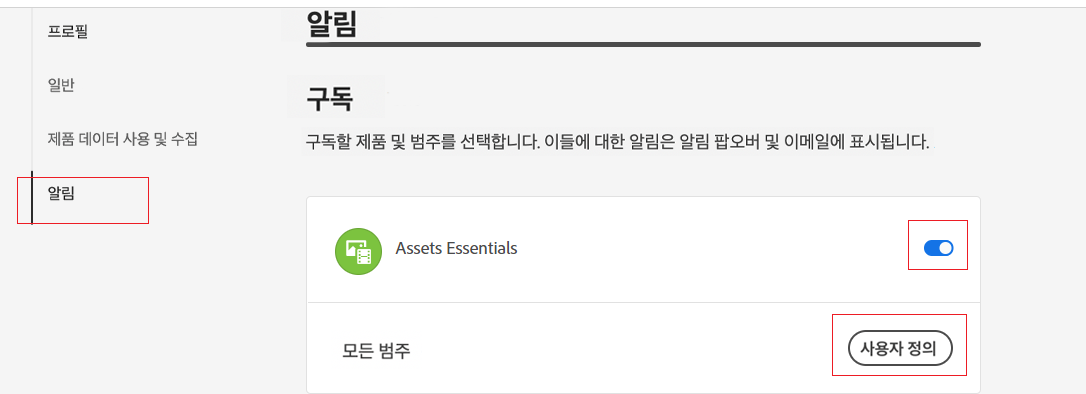 프로필
일반
제품 데이터 사용 및 수집
알림
알림
구독
구독할 제품 및 범주를 선택합니다. 이들에 대한 알림은 알림 팝오버 및 이메일에 표시됩니다.
Assets Essentials
모든 범주
사용자 정의